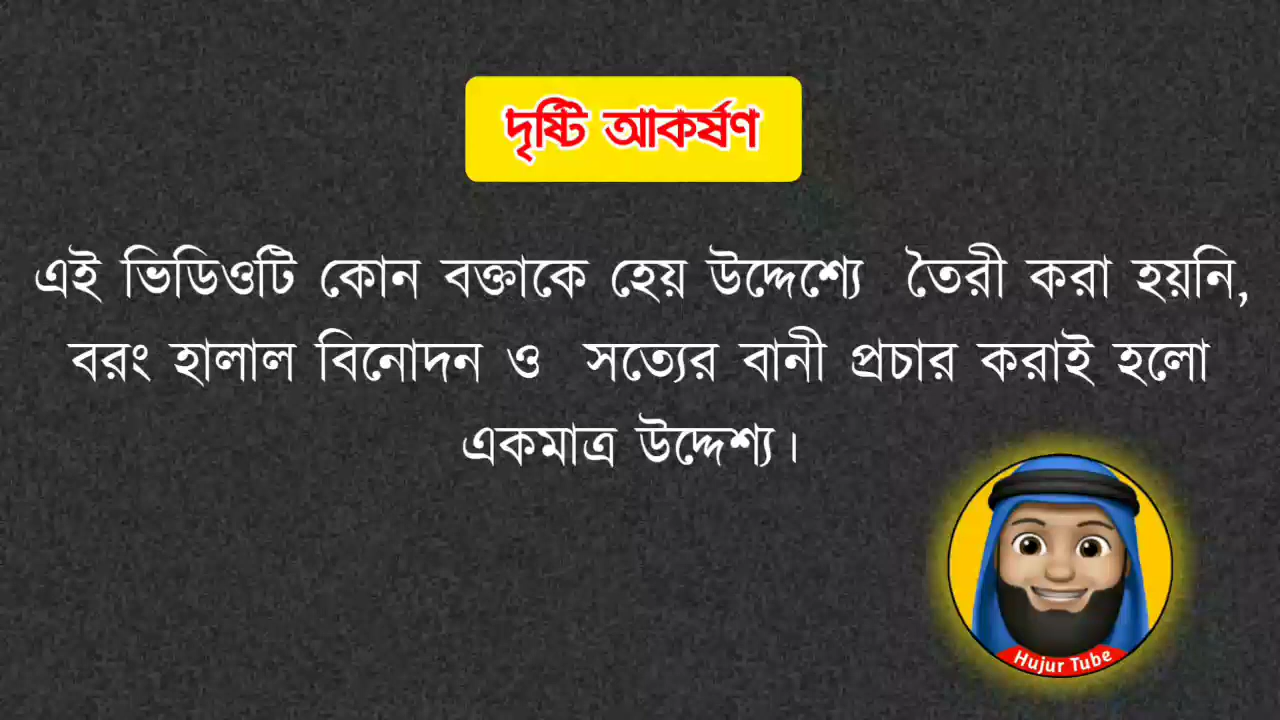 দৃষ্টি আকর্ষণ
এই ভিডিওটি কোন বক্তাকে হেয় উদ্দেশ্যে তৈরী করা হয়নি,
বরং হালাল বিনোদন ও সত্যের বানী প্রচার করাই হলো
একমাত্র উদ্দেশ্য।
Hujur Tube